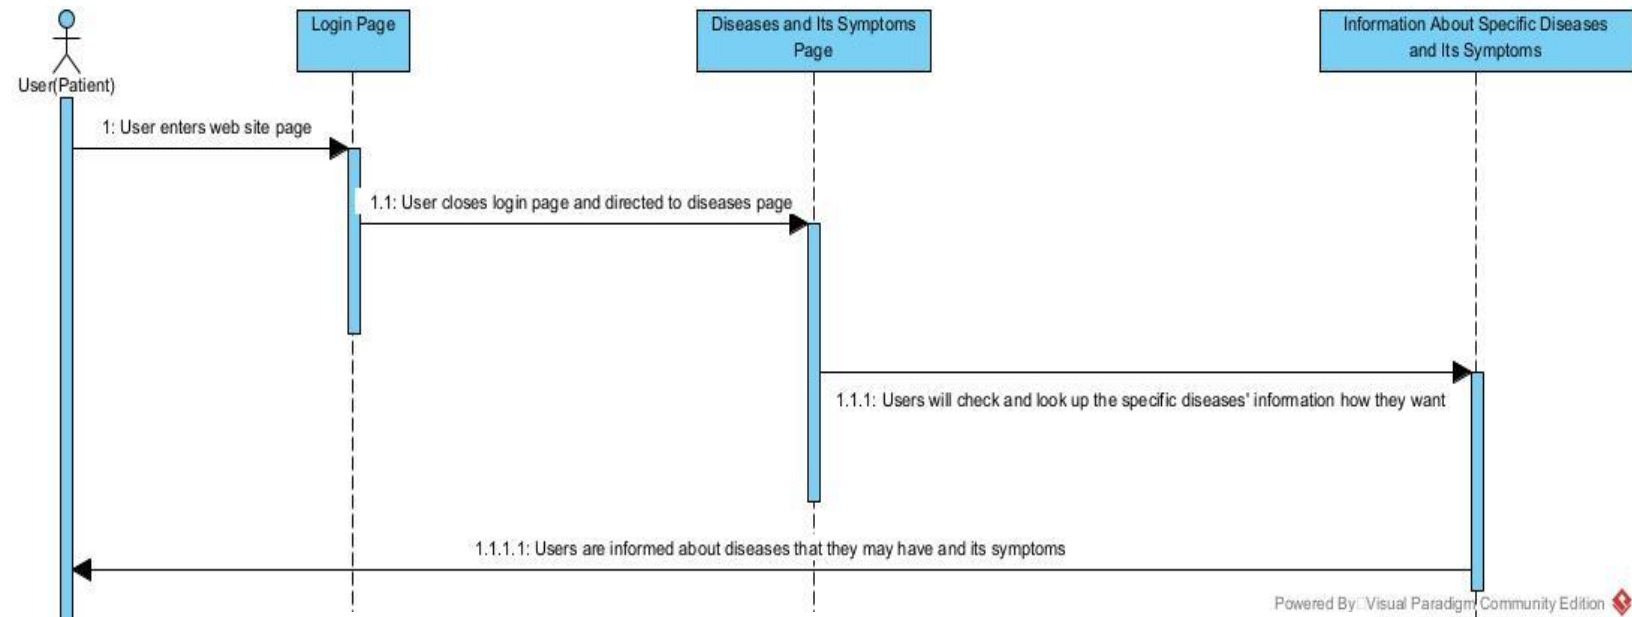 Login Page
Diseases and Its Symptoms
Page
Information About Specific Diseases
and Its Symptoms
User(Patient)
1: User enters web site page
1.1: User closes login page and directed to diseases page
1.1.1: Users will check and look up the specific diseases' information how they want
1.1.1.1: Users are informed about diseases that they may have and its symptoms
Powered By Visual Paradigm Community Edition